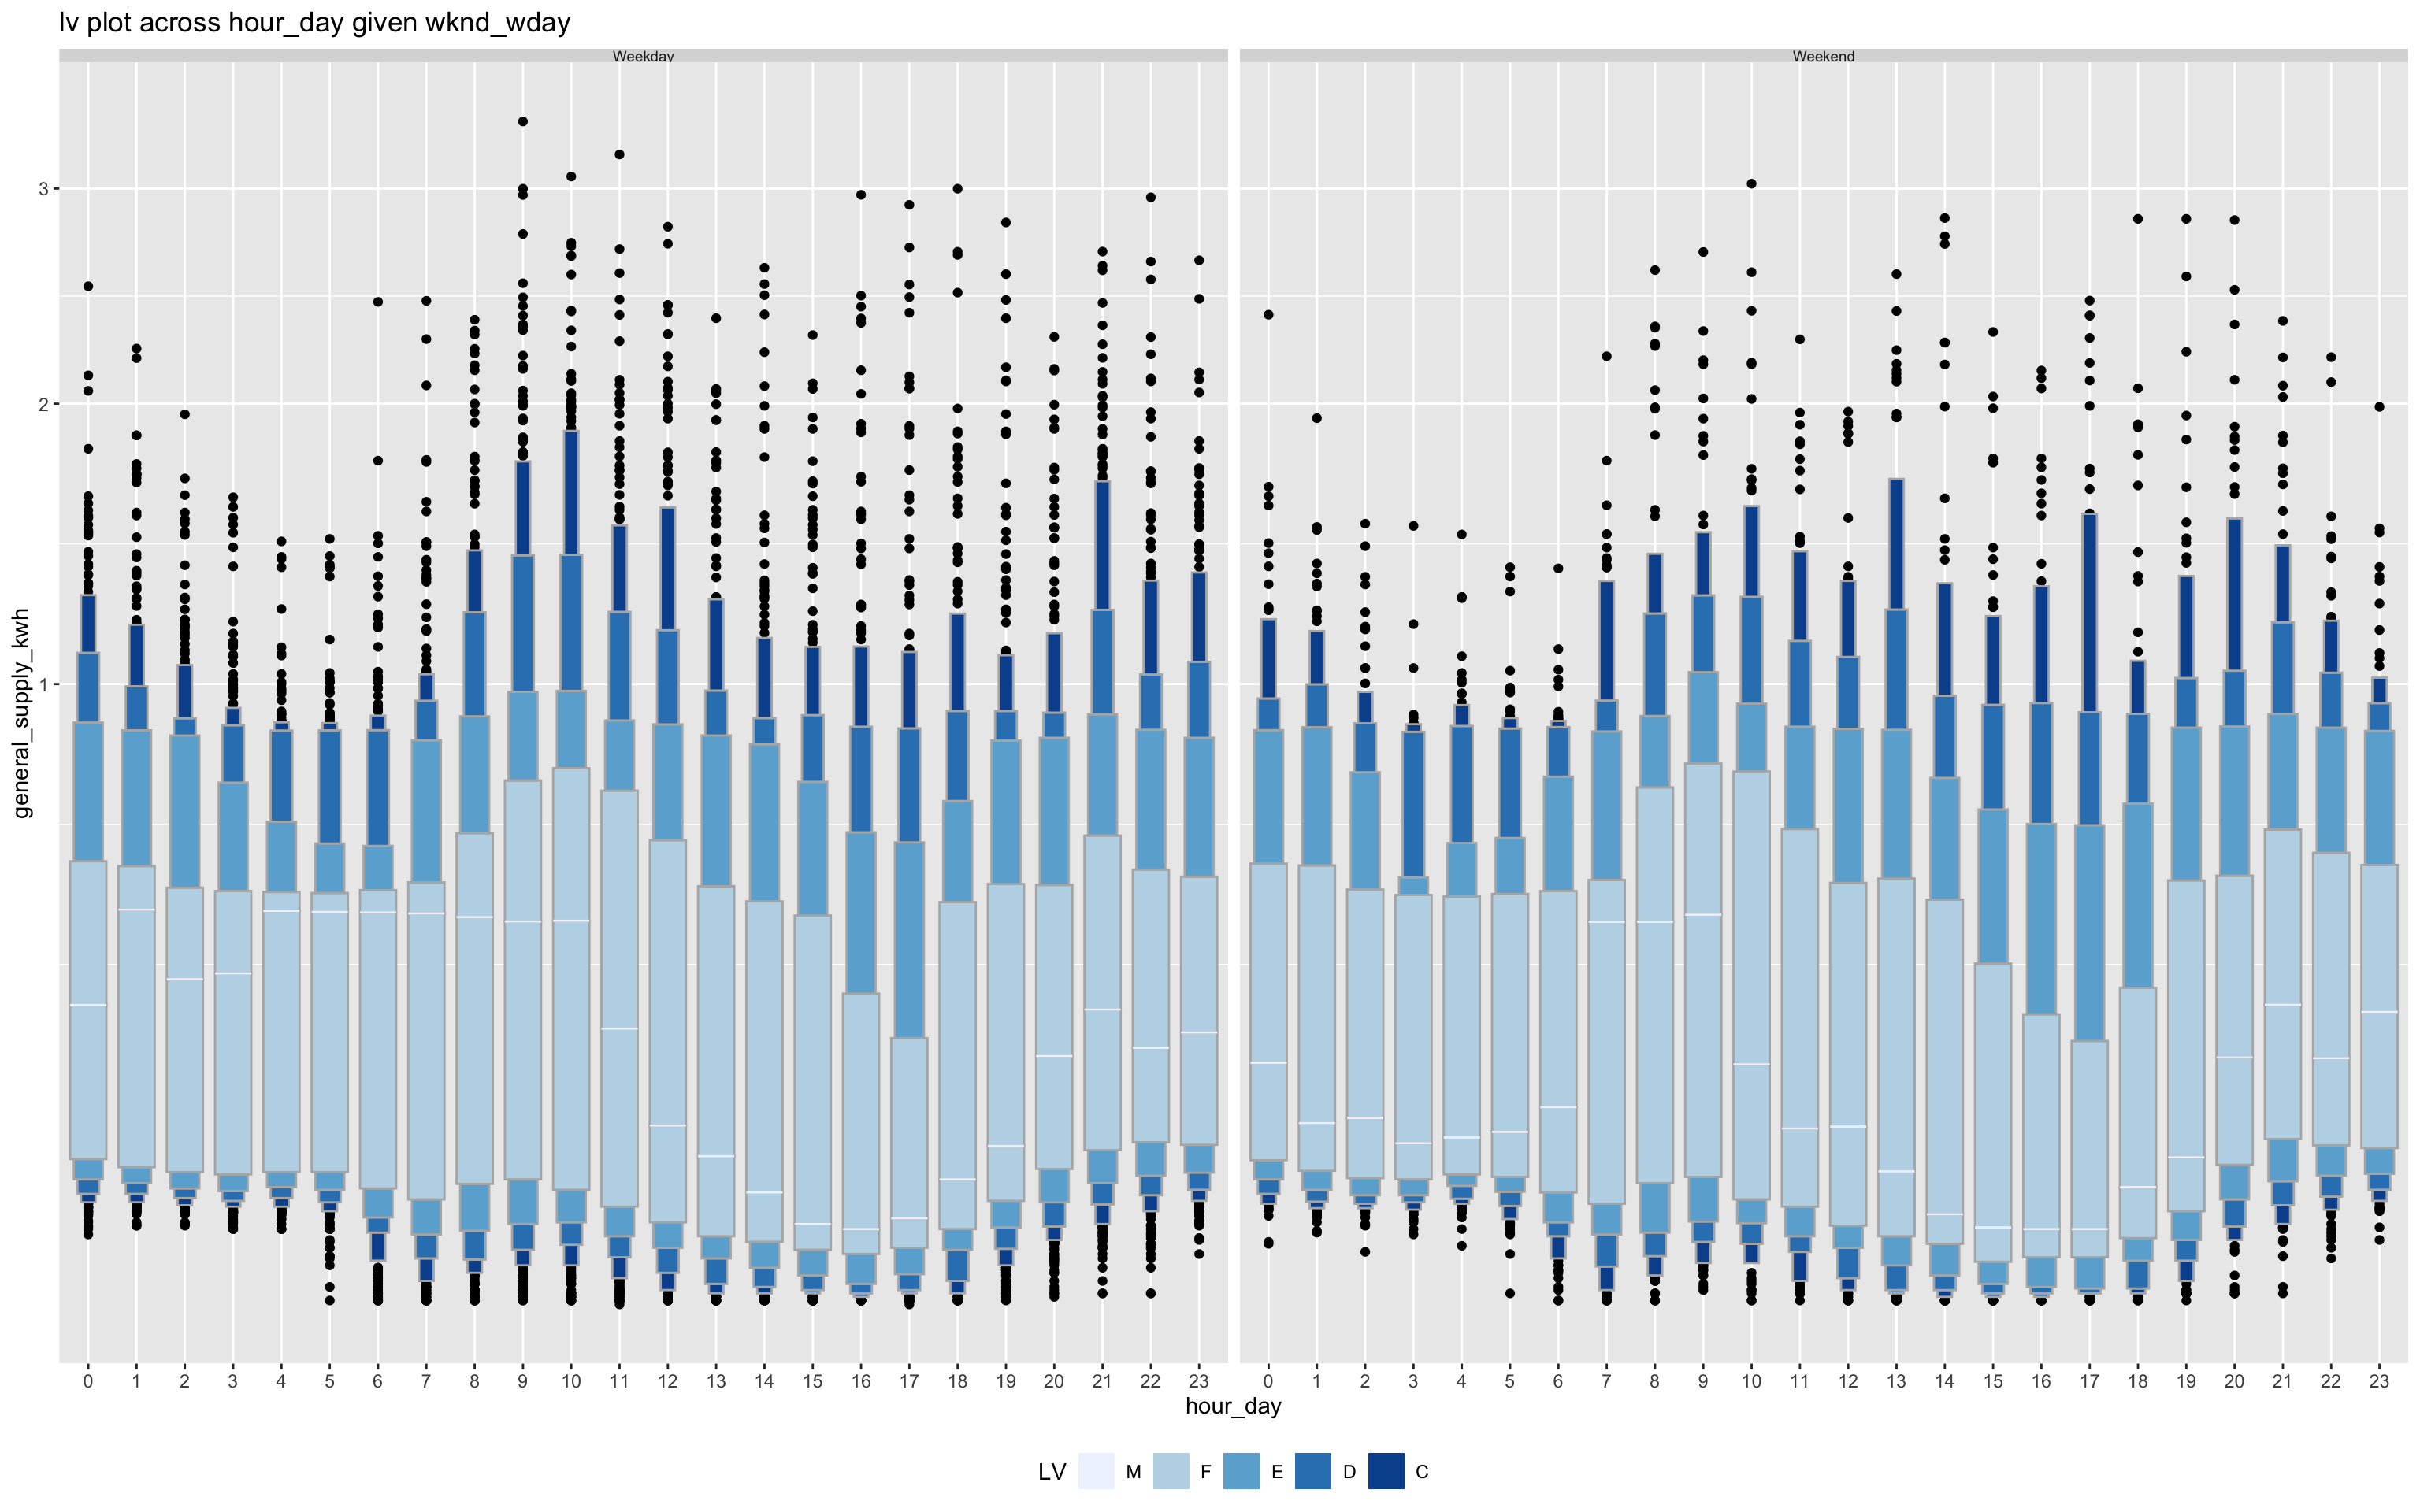 lv plot across hour_day given wknd_wday
Weekday
Weekend
3
2
1
general_supply_kwh
0 1 2 3 4 5 6 7 8 9 10 11 12 13 14 15 16 17 18 19 20 21 22 23
0 1 2 3 4 5 6 7 8 9 10 11 12 13 14 15 16 17 18 19 20 21 22 23
hour_day
LV M F E D C